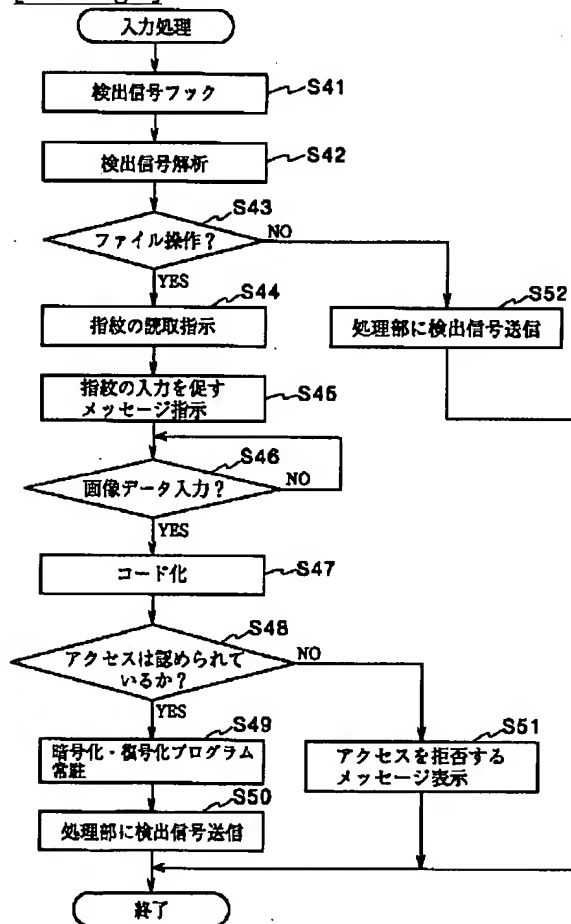 入力処理
検出信号フック
S41
検出信号解析
S42
S43
ファイル操作?
NO
YES
S44
指紋の読取指示
S52
処理部に検出信号送信
指紋の入力を促す
メッセージ指示
S45
S46
画像データ入力?
NO
YES
コード化
S47
S48
アクセスは認められて
いるか?
NO
YES
S49
暗号化・復号化プログラム
常駐
S51
アクセスを拒否する
メッセージ表示
S50
処理部に検出信号送信
終了